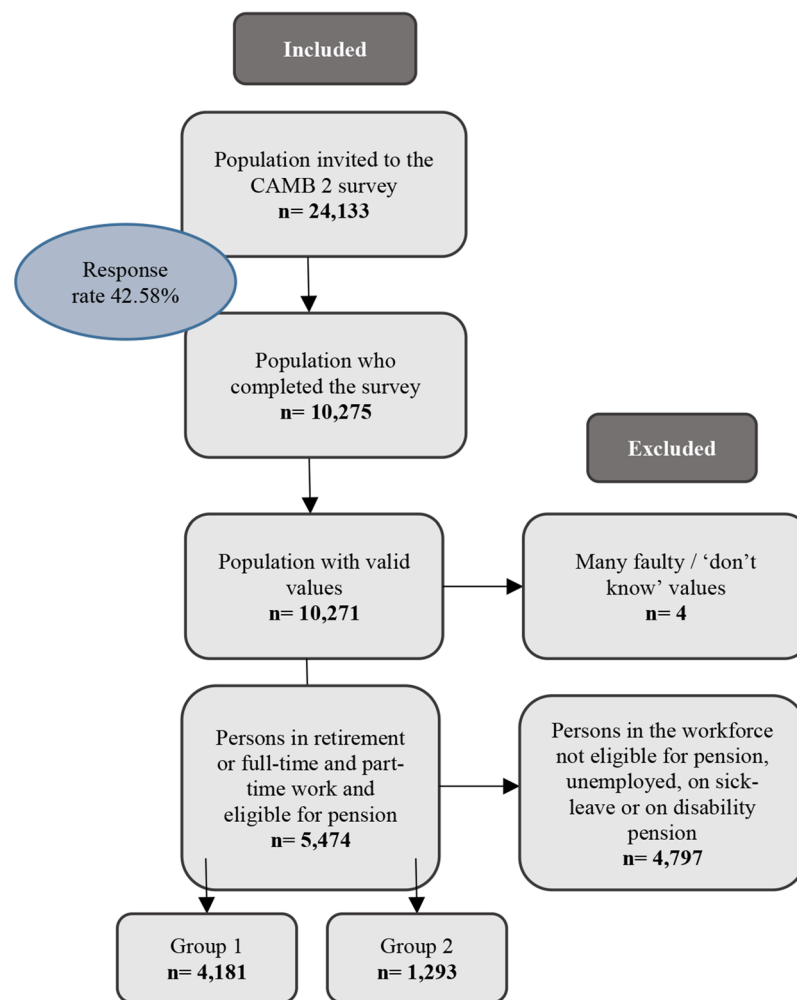 Included
Population invited to the
CAMB 2 survey
n= 24,133
Response
rate 42.58%
Population who
completed the survey
n= 10,275
Excluded
Population with valid
values
n= 10,271
Many faulty / ‘don’t
know’ values
n= 4
Persons in retirement
or full-time and part-
time work and
eligible for pension
n= 5,474
Persons in the workforce
not eligible for pension,
unemployed, on sick-
leave or on disability
pension
n= 4,797
Group 1
n= 4,181
Group 2
n= 1,293